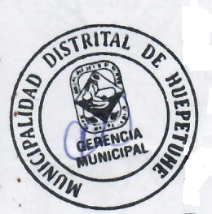 MUNICIPALIDAD DISTRITAL DE HUEPETUHE
GERENCIA
MUNICIPAL